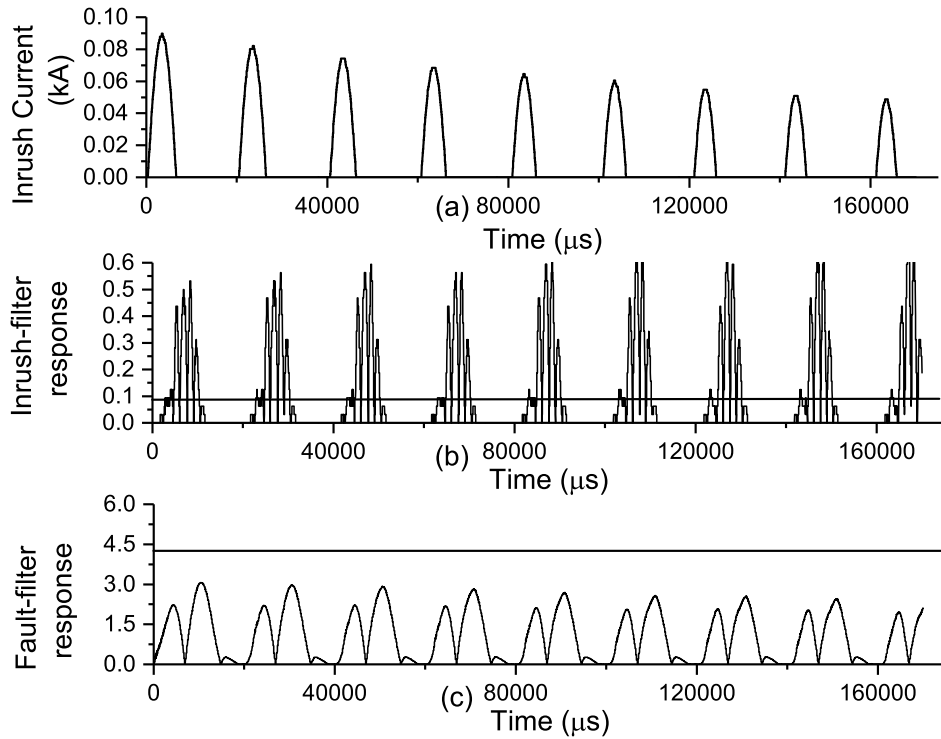 Inrush Current
(kA)
0.10
0.08
0.06
0.04
0.02
0.00
0 40000 80000 120000 160000
(a)
Time (μs)
Inrush-filter
response
0.6
0.5
0.4
0.3
0.2
0.1
0.0
0 40000 80000 120000 160000
(b)
Time (μs)
Fault-filter
response
6.0
4.5
3.0
1.5
0.0
0 40000 80000 120000 160000
(c)
Time (μs)